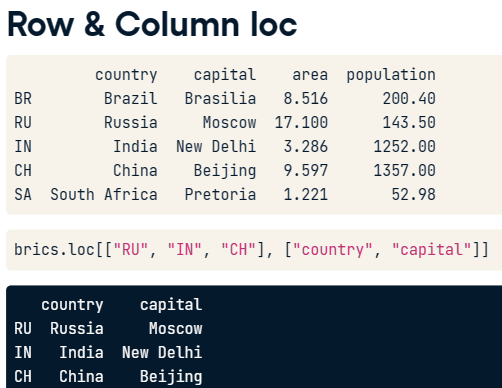 Row & Column loc
country capital area population
BR Brazil Brasilia 8.516 200.40
RU Russia Moscow 17.100 143.50
IN India New Delhi 3.286 1252.00
CH China Beijing 9.597 1357.00
SA South Africa Pretoria 1.221 52.98
brics.loc[["RU", "IN", "CH"], ["country", "capital"]]
country capital
RU Russia Moscow
IN India New Delhi
CH China Beijing